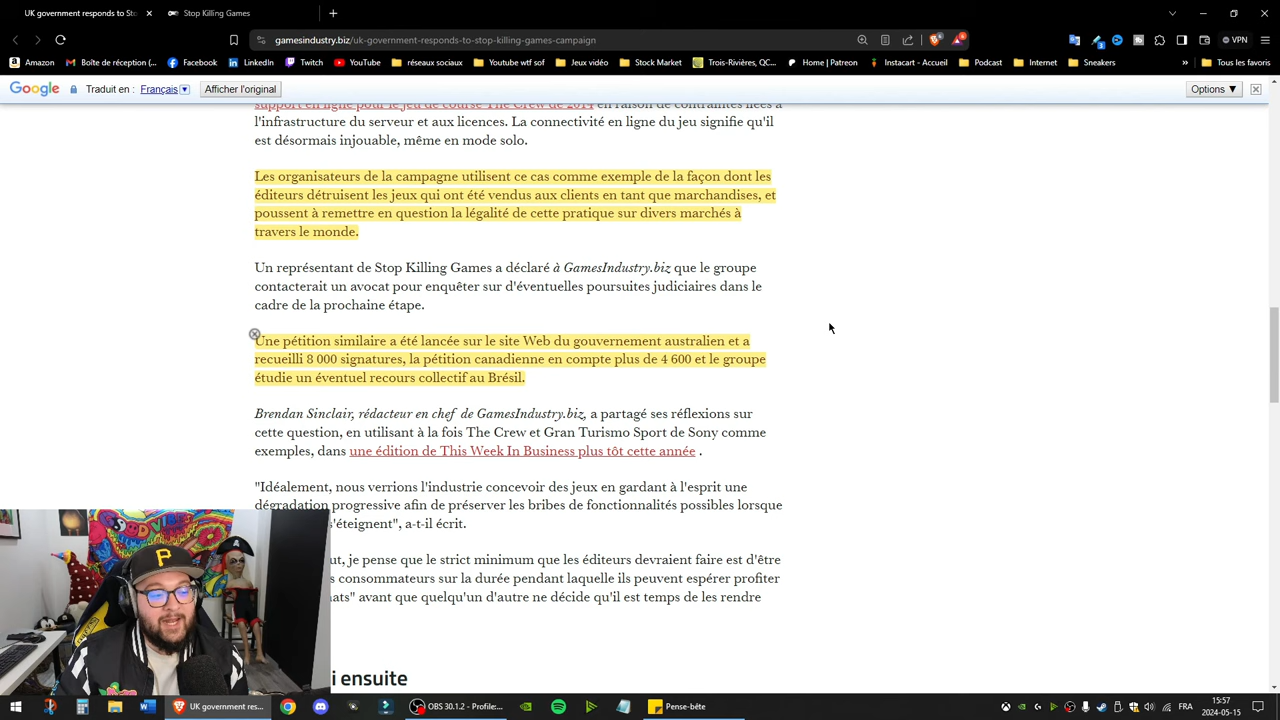 UK government responds to Sto
Stop Killing Games
gamesindustry.biz/uk-government-responds-to-stop-killing-games-campaign
VPN
Amazon
Boîte de réception (...
Facebook
LinkedIn
Twitch
YouTube
réseaux sociaux
Youtube wtf sof
Jeux vidéo
Stock Market
Trois-Rivières, QC...
Home | Patreon
Instacart - Accueil
Podcast
Internet
Sneakers
Tous les favoris
Google
Traduit en :
Français
Afficher l'original
Options ▼
support en ligne pour le jeu de course The Crew de 2014 en raison de contraintes liées à
l'infrastructure du serveur et aux licences. La connectivité en ligne du jeu signifie qu'il
est désormais injouable, même en mode solo.
Les organisateurs de la campagne utilisent ce cas comme exemple de la façon dont les
éditeurs détruisent les jeux qui ont été vendus aux clients en tant que marchandises, et
poussent à remettre en question la légalité de cette pratique sur divers marchés à
travers le monde.
Un représentant de Stop Killing Games a déclaré à GamesIndustry.biz que le groupe
contacterait un avocat pour enquêter sur d'éventuelles poursuites judiciaires dans le
cadre de la prochaine étape.
Une pétition similaire a été lancée sur le site Web du gouvernement australien et a
recueilli 8 000 signatures, la pétition canadienne en compte plus de 4 600 et le groupe
étudie un éventuel recours collectif au Brésil.
Brendan Sinclair, rédacteur en chef de GamesIndustry.biz, a partagé ses réflexions sur
cette question, en utilisant à la fois The Crew et Gran Turismo Sport de Sony comme
exemples, dans une édition de This Week In Business plus tôt cette année .
"Idéalement, nous verrions l'industrie concevoir des jeux en gardant à l'esprit une
dégradation progressive afin de préserver les bribes de fonctionnalités possibles lorsque
s'éteignent", a-t-il écrit.
ut, je pense que le strict minimum que les éditeurs devraient faire est d'être
s consommateurs sur la durée pendant laquelle ils peuvent espérer profiter
ats" avant que quelqu'un d'autre ne décide qu'il est temps de les rendre
i ensuite
P
A
UK government res...
OBS 30.1.2 - Profile:...
Pense-bête
FRA
15:57
2024-05-15